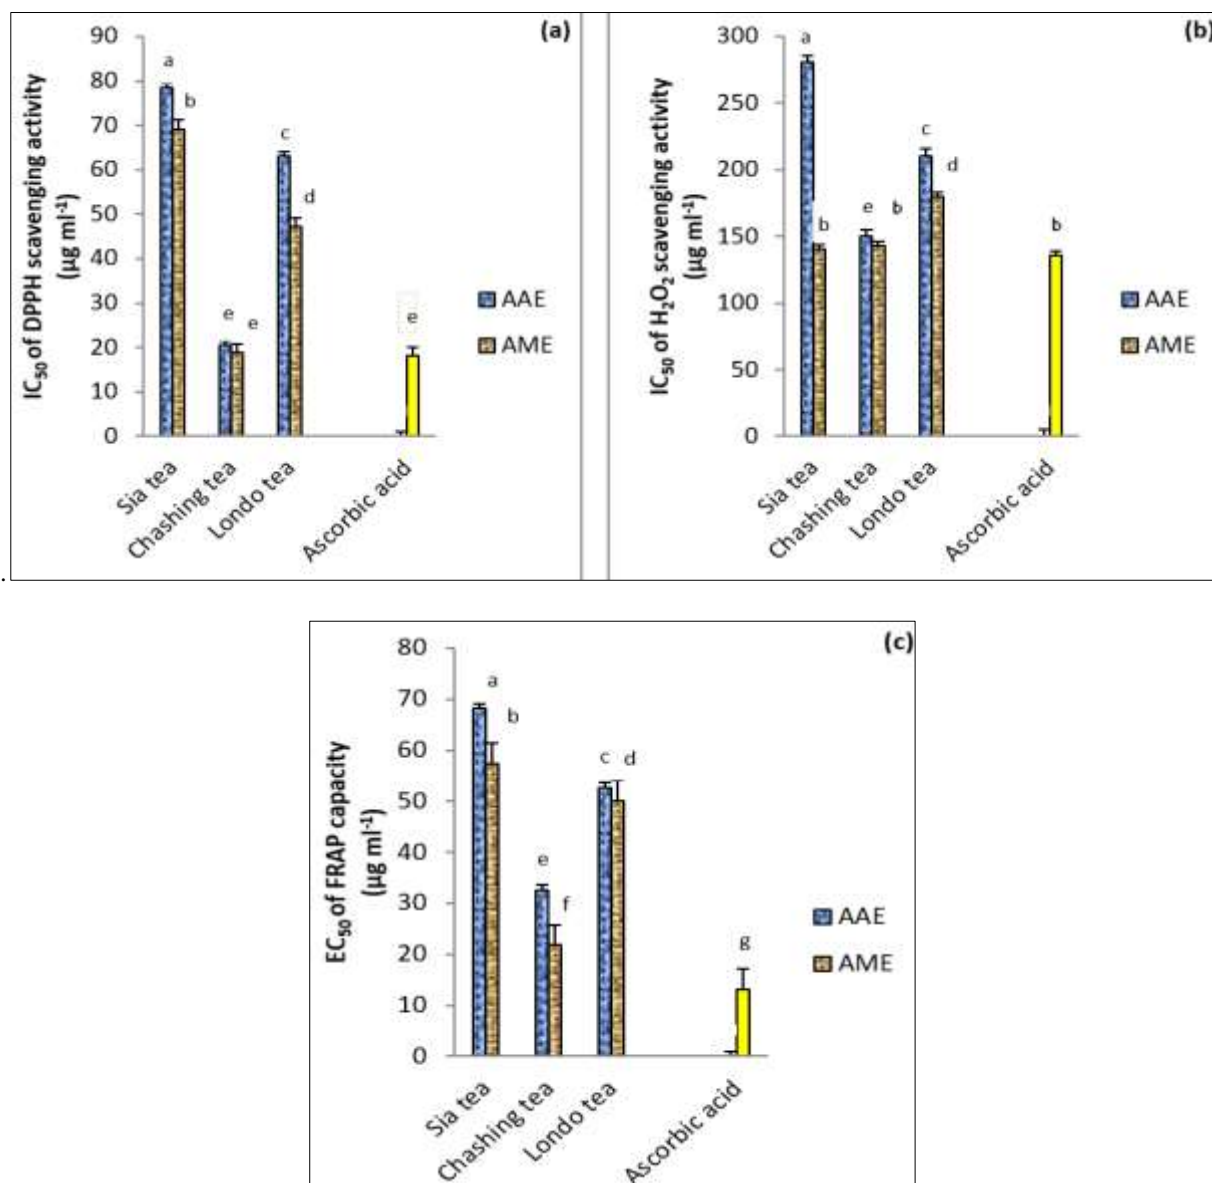 (a)
IC50 of DPPH scavenging activity
(µg ml-1)
90
80
70
60
50
40
30
20
10
0
a
b
e
e
c
d
e
AAE
AME
Sia tea
Chashing tea
Londo tea
Ascorbic acid
.
(b)
IC50 of H2O2 scavenging activity
(µg ml-1)
300
250
200
150
100
50
0
a
b
e
b
c
d
b
AAE
AME
Sia tea
Chashing tea
Londo tea
Ascorbic acid
(c)
EC50 of FRAP capacity
(µg ml-1)
80
70
60
50
40
30
20
10
0
a
b
e
f
c
d
g
AAE
AME
Sia tea
Chashing tea
Londo tea
Ascorbic acid